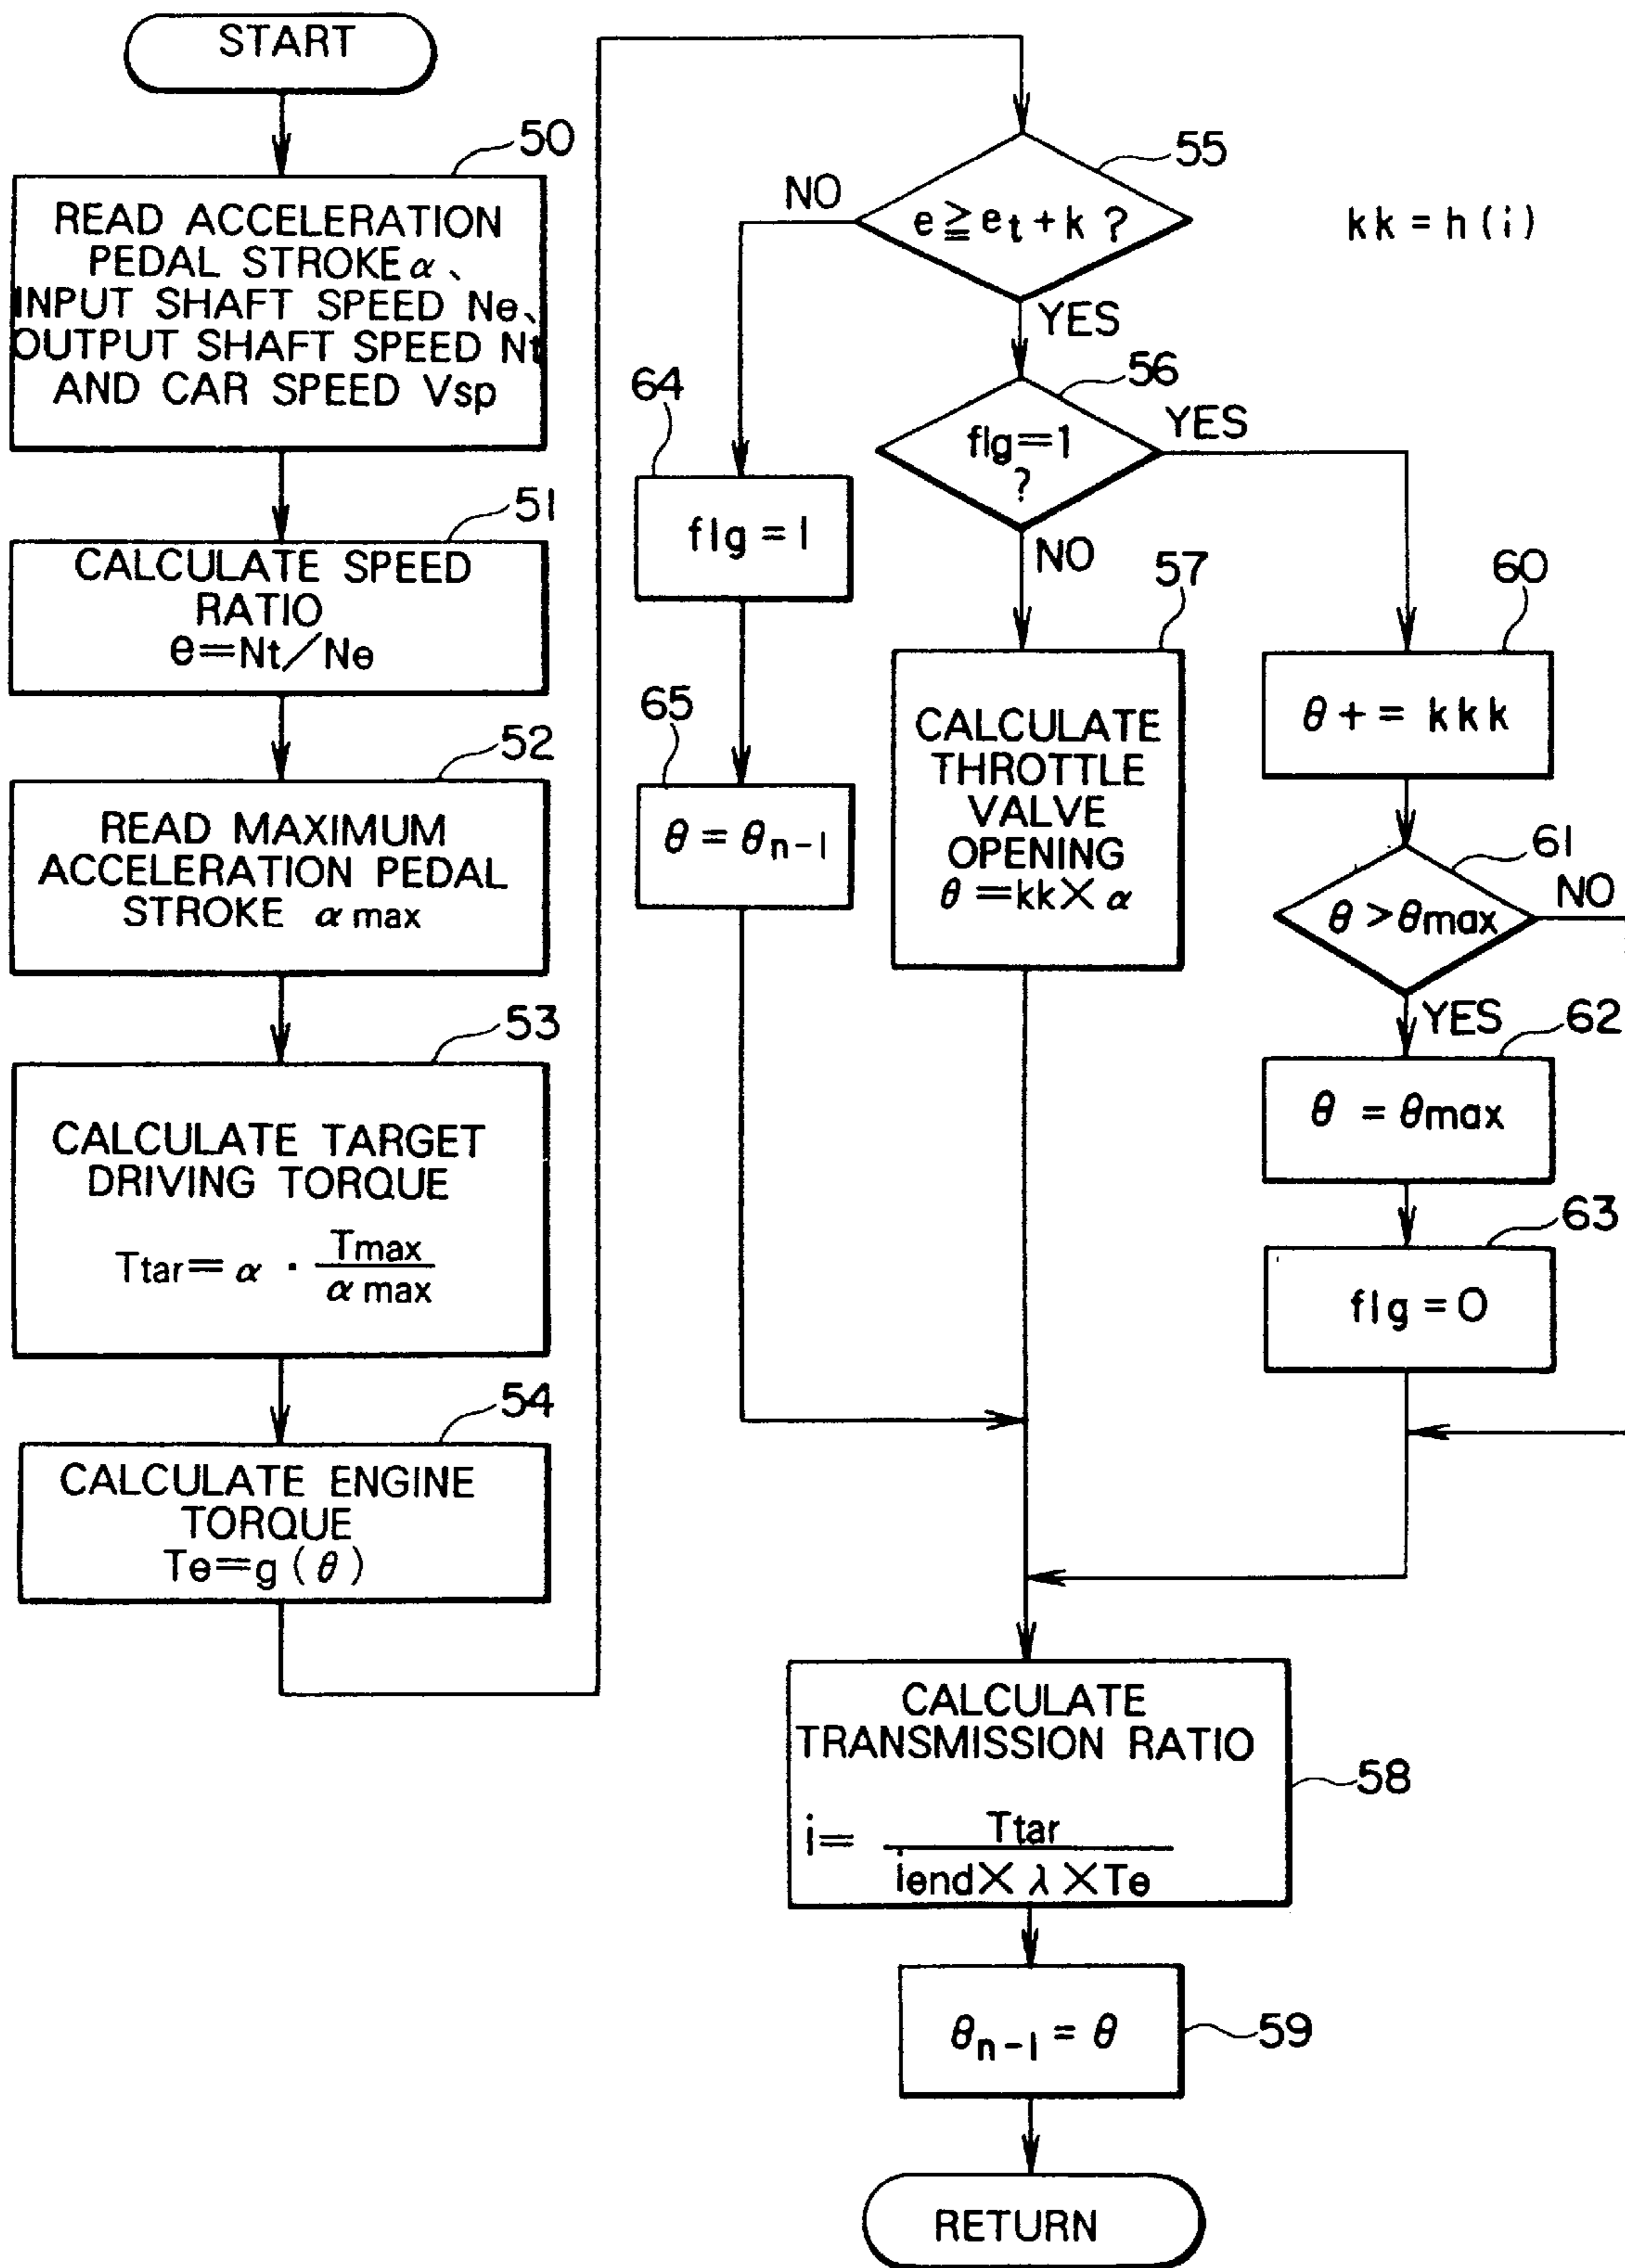 START
50
READ ACCELERATION
PEDAL STROKE α、
INPUT SHAFT SPEED Ne、
OUTPUT SHAFT SPEED Nt
AND CAR SPEED Vsp
51
CALCULATE SPEED
RATIO
e=Nt/Ne
52
READ MAXIMUM
ACCELERATION PEDAL
STROKE α max
53
CALCULATE TARGET
DRIVING TORQUE
Ttar= α · Tmax / α max
54
CALCULATE ENGINE
TORQUE
Te=g(θ)
55
e ≧ et + k ?
NO
YES
kk = h(i)
56
flg=1
?
YES
NO
64
flg = 1
65
θ = θn-1
57
CALCULATE
THROTTLE
VALVE
OPENING
θ =kk× α
60
θ + = kkk
61
θ > θmax
NO
YES
62
θ = θmax
63
flg = 0
CALCULATE
TRANSMISSION RATIO
i= Ttar / iend× λ ×Te
58
θn-1 = θ
59
RETURN